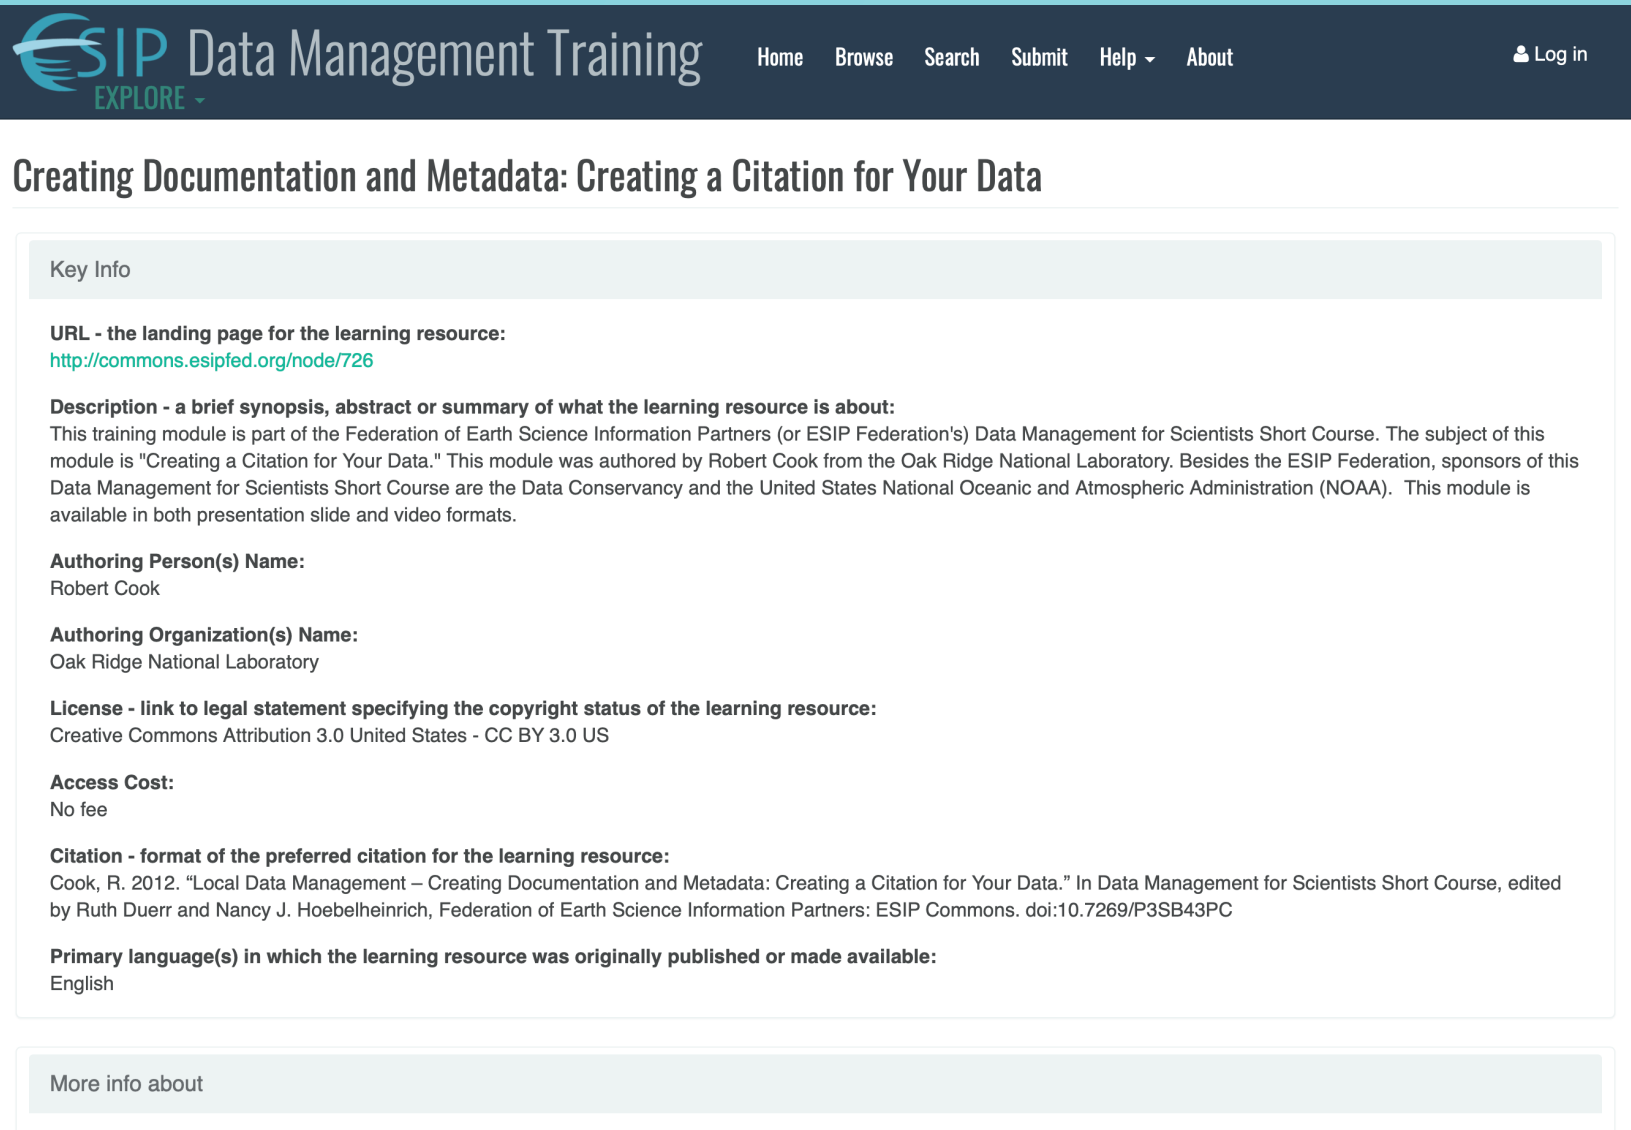 ESIP Data Management Training
EXPLORE
Home Browse Search Submit Help About
Log in
Creating Documentation and Metadata: Creating a Citation for Your Data
Key Info
URL - the landing page for the learning resource:
http://commons.esipfed.org/node/726
Description - a brief synopsis, abstract or summary of what the learning resource is about:
This training module is part of the Federation of Earth Science Information Partners (or ESIP Federation's) Data Management for Scientists Short Course. The subject of this
module is "Creating a Citation for Your Data." This module was authored by Robert Cook from the Oak Ridge National Laboratory. Besides the ESIP Federation, sponsors of this
Data Management for Scientists Short Course are the Data Conservancy and the United States National Oceanic and Atmospheric Administration (NOAA).  This module is
available in both presentation slide and video formats.
Authoring Person(s) Name:
Robert Cook
Authoring Organization(s) Name:
Oak Ridge National Laboratory
License - link to legal statement specifying the copyright status of the learning resource:
Creative Commons Attribution 3.0 United States - CC BY 3.0 US
Access Cost:
No fee
Citation - format of the preferred citation for the learning resource:
Cook, R. 2012. “Local Data Management – Creating Documentation and Metadata: Creating a Citation for Your Data.” In Data Management for Scientists Short Course, edited
by Ruth Duerr and Nancy J. Hoebelheinrich, Federation of Earth Science Information Partners: ESIP Commons. doi:10.7269/P3SB43PC
Primary language(s) in which the learning resource was originally published or made available:
English
More info about